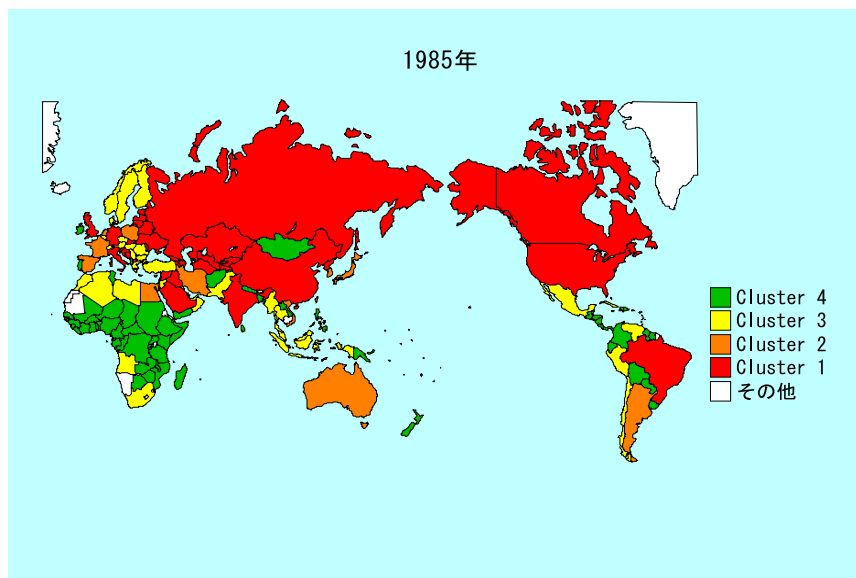 1985年
Cluster 4
Cluster 3
Cluster 2
Cluster 1
その他